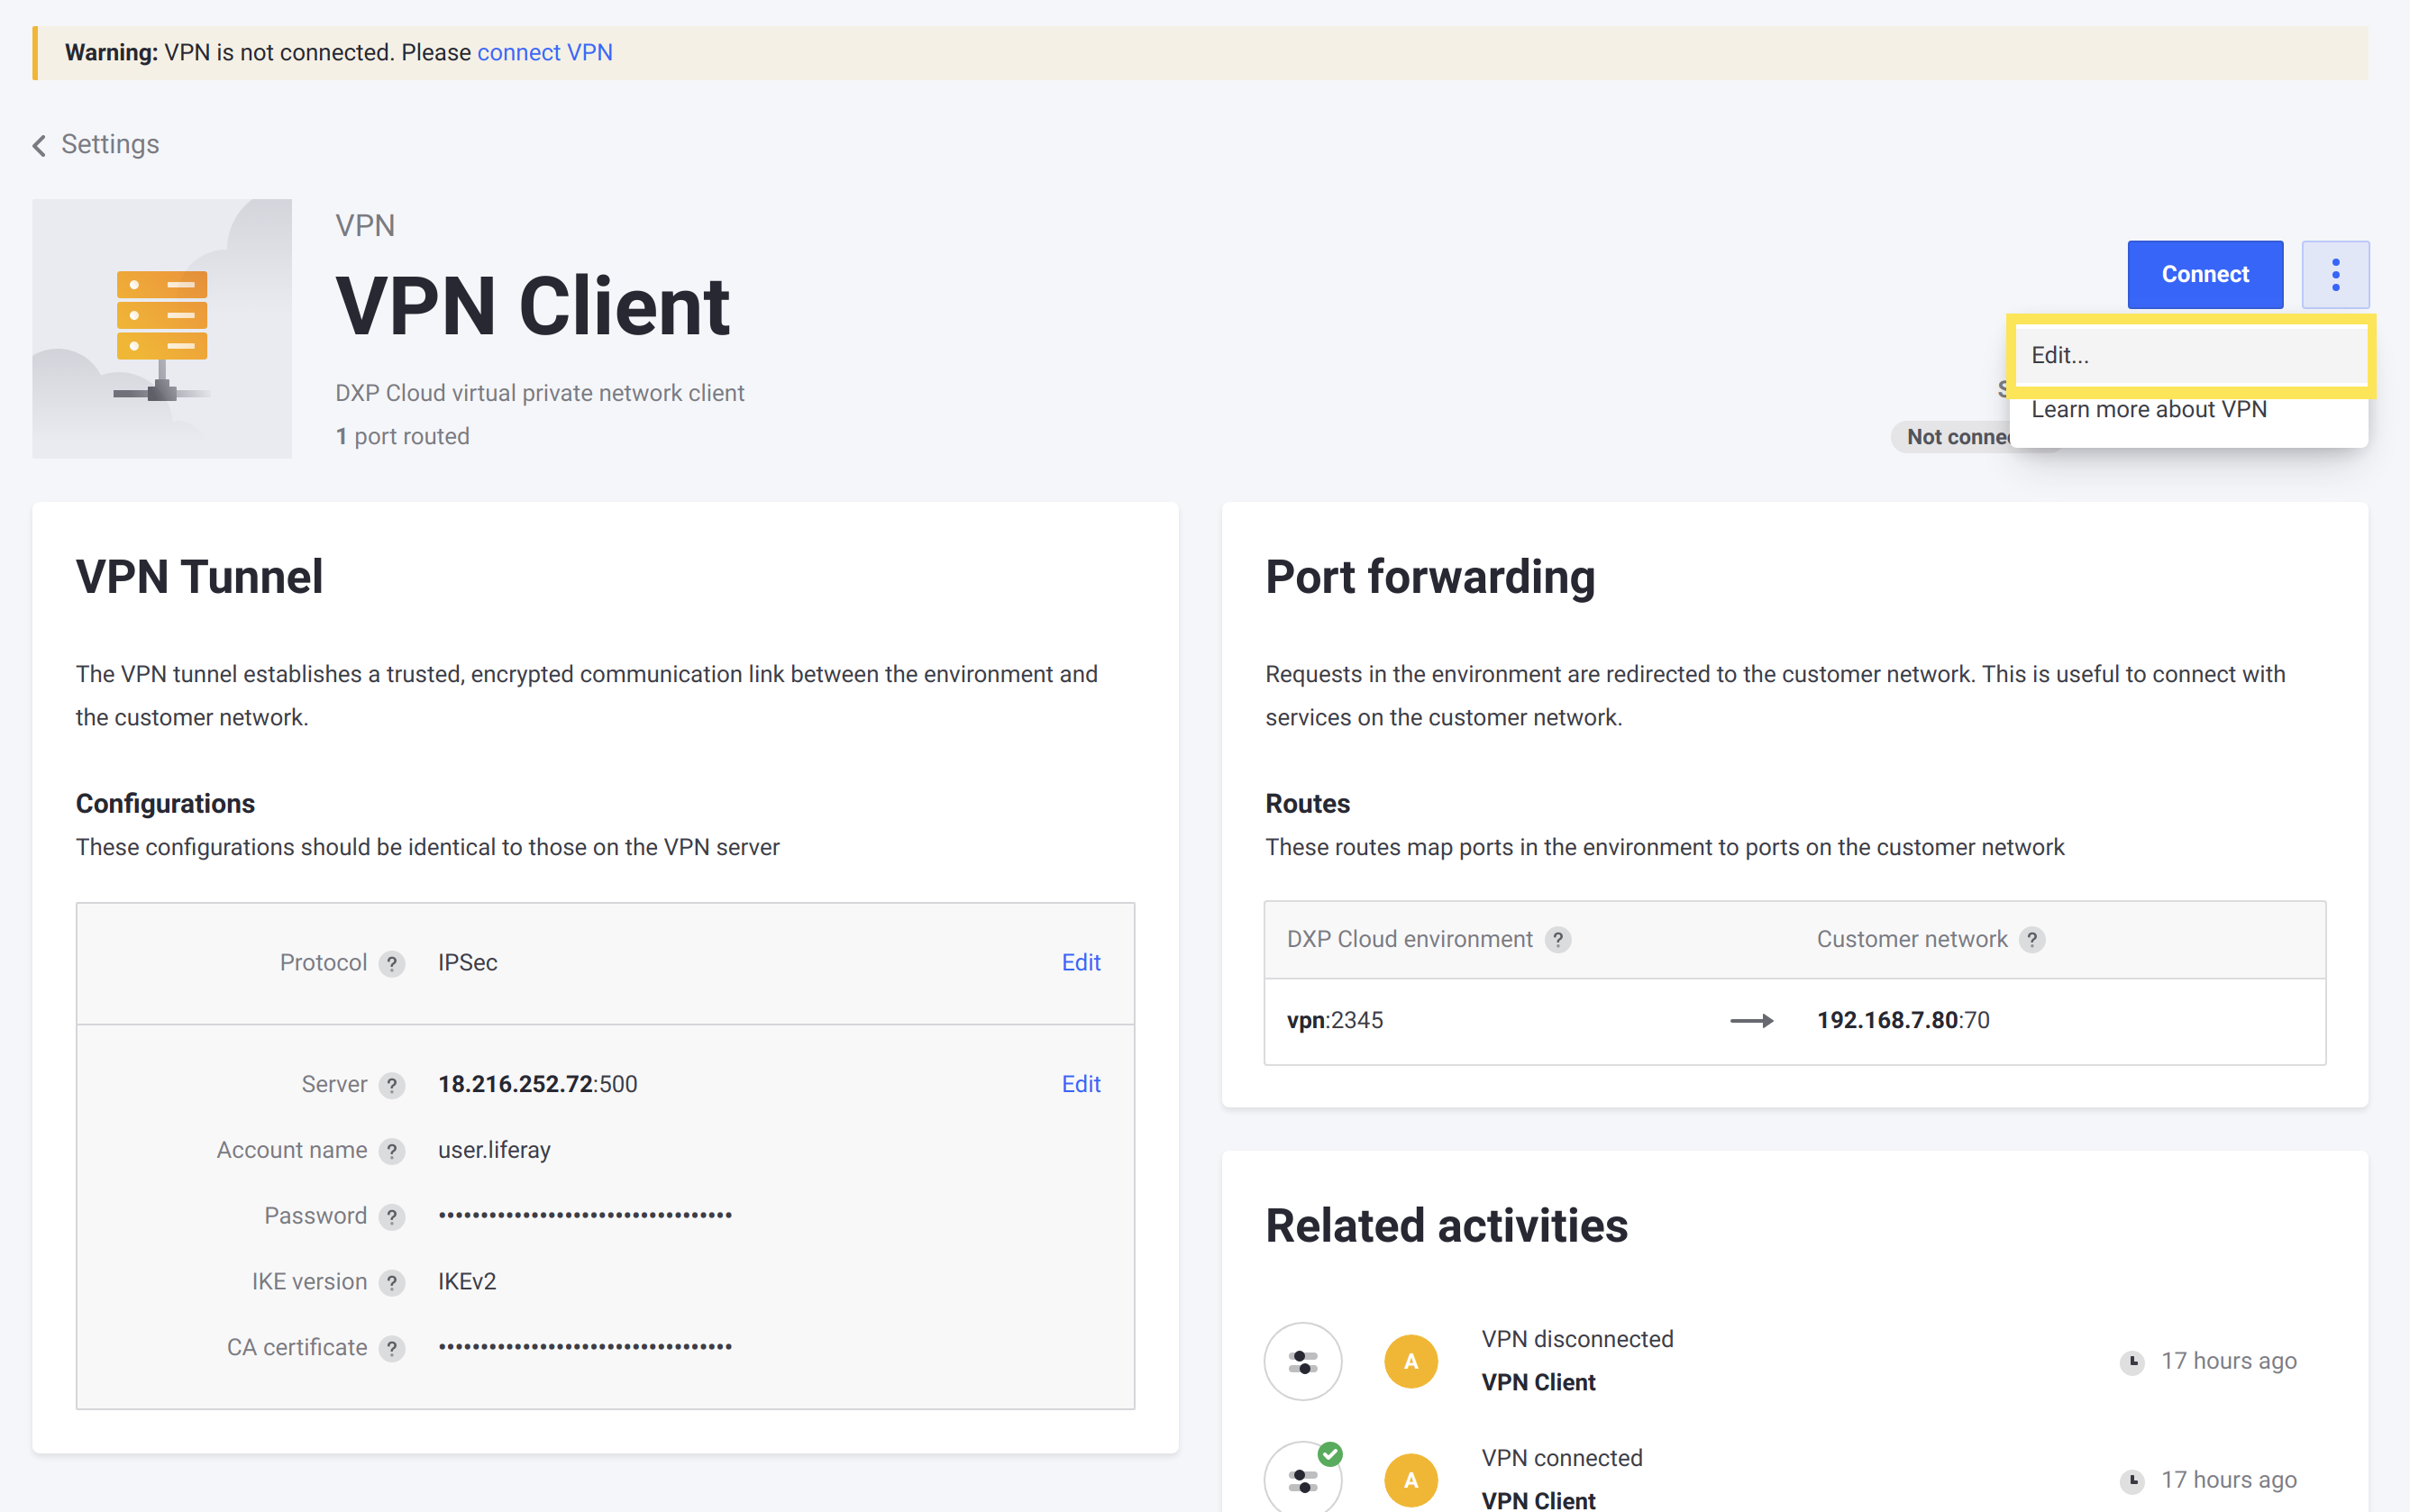 Warning: VPN is not connected. Please connect VPN
Settings
VPN
VPN Client
DXP Cloud virtual private network client
1 port routed
Connect
Edit...
Learn more about VPN
Not
VPN Tunnel
The VPN tunnel establishes a trusted, encrypted communication link between the environment and
the customer network.
Configurations
These configurations should be identical to those on the VPN server
Protocol ? IPSec Edit
Server ? 18.216.252.72:500 Edit
Account name ? user.liferay
Password ? ••••••••••••••••••••••••••••••••••
IKE version ? IKEv2
CA certificate ? ••••••••••••••••••••••••••••••••••
Port forwarding
Requests in the environment are redirected to the customer network. This is useful to connect with
services on the customer network.
Routes
These routes map ports in the environment to ports on the customer network
DXP Cloud environment ? Customer network ?
vpn:2345 → 192.168.7.80:70
Related activities
A
VPN disconnected
VPN Client
17 hours ago
A
VPN connected
VPN Client
17 hours ago